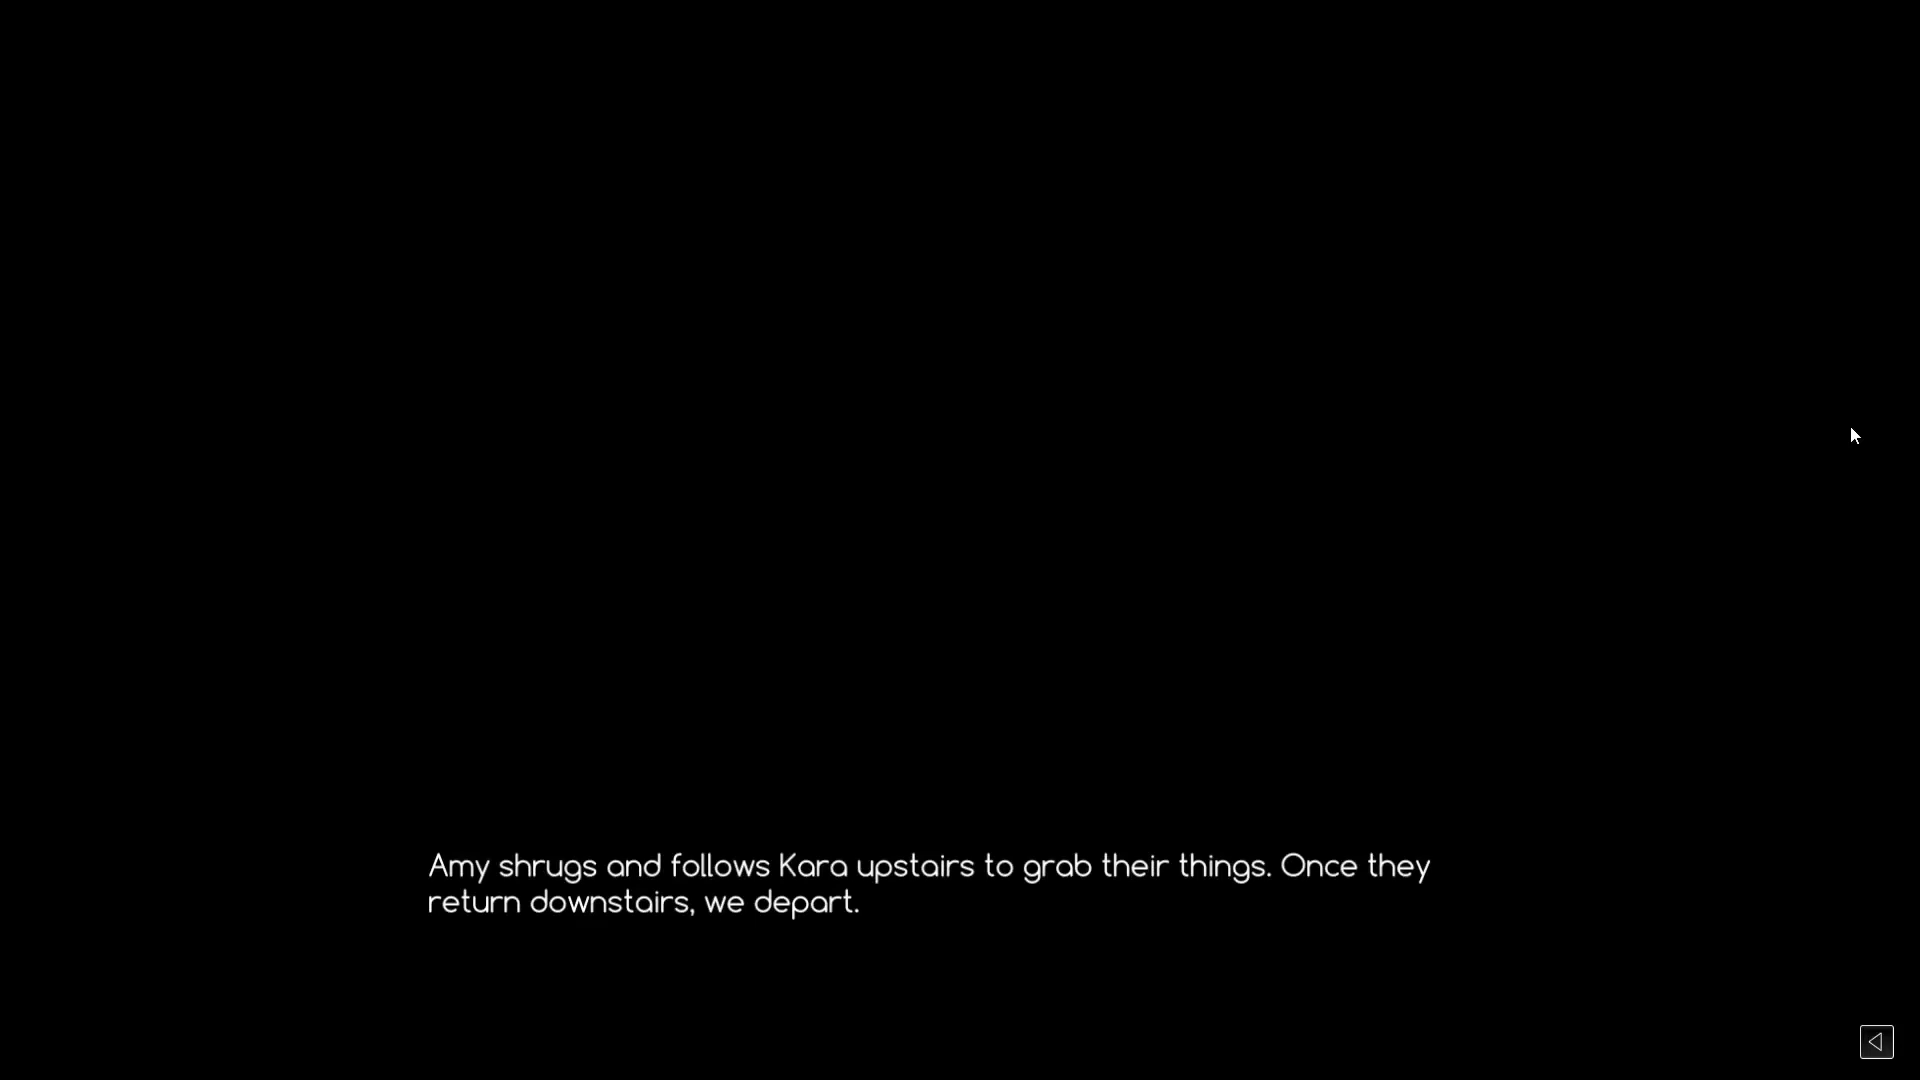 Amy shrugs and follows Kara upstairs to grab their things. Once they
return downstairs, we depart.